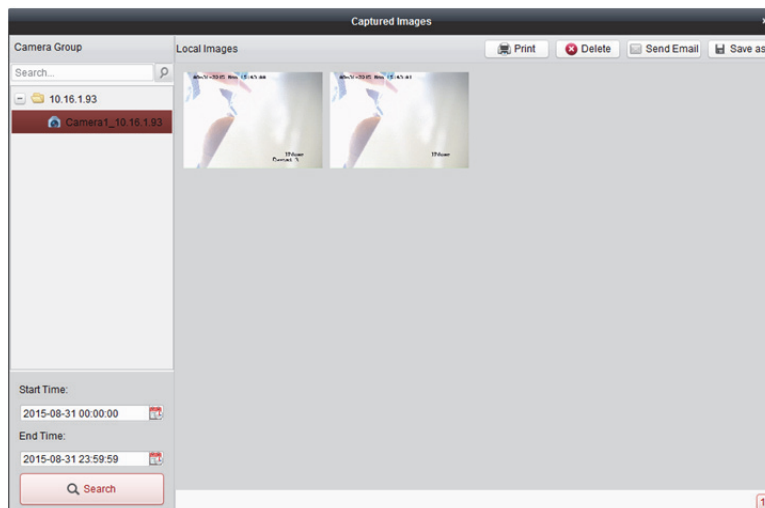 Captured Images
Camera Group
Local Images
Print
Delete
Send Email
Save as
Search...
10.16.1.93
Camera1_10.16.1.93
Start Time:
2015-08-31 00:00:00
End Time:
2015-08-31 23:59:59
Search
1